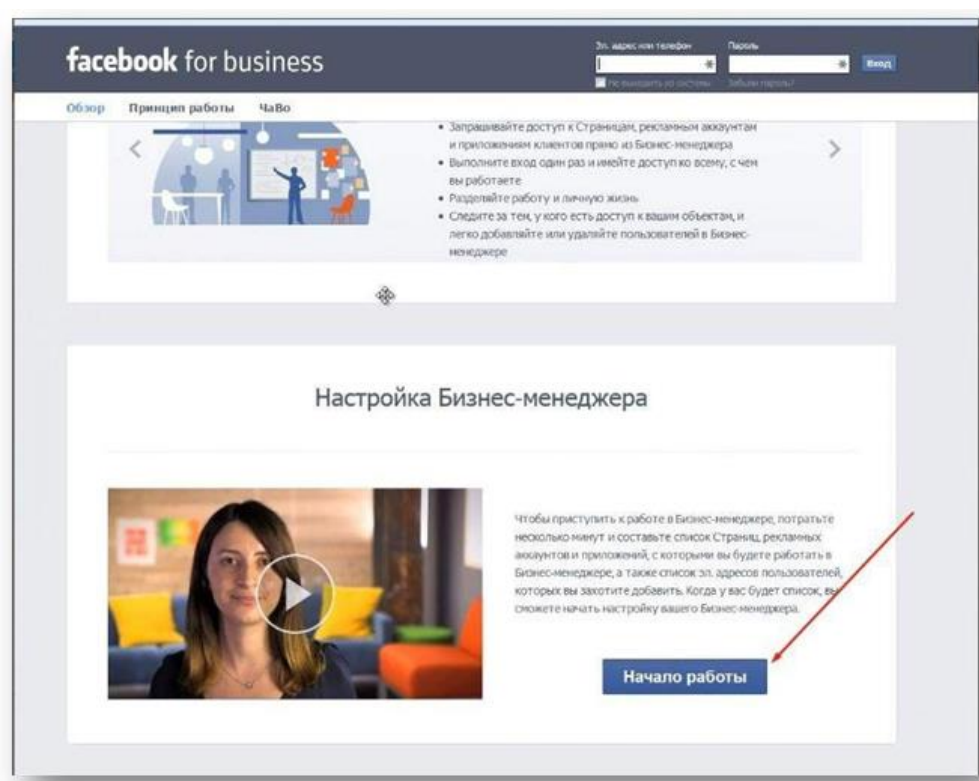 facebook for business
Эл. адрес или телефон
Пароль
Вход
Не выходить из системы
Забыли пароль?
Обзор Принцип работы ЧаВо
Запрашивайте доступ к Страницам, рекламным аккаунтам
и приложениям клиентов прямо из Бизнес-менеджера
Выполните вход один раз и имейте доступ ко всему, с чем
вы работаете
Разделяйте работу и личную жизнь
Следите за тем, у кого есть доступ к вашим объектам, и
легко добавляйте или удаляйте пользователей в Бизнес-
менеджере
Настройка Бизнес-менеджера
Чтобы приступить к работе в Бизнес-менеджере, потратьте
несколько минут и составьте список Страниц, рекламных
аккаунтов и приложений, с которыми вы будете работать в
Бизнес-менеджере, а также список эл. адресов пользователей,
которых вы захотите добавить. Когда у вас будет список, вы
сможете начать настройку вашего Бизнес-менеджера.
Начало работы